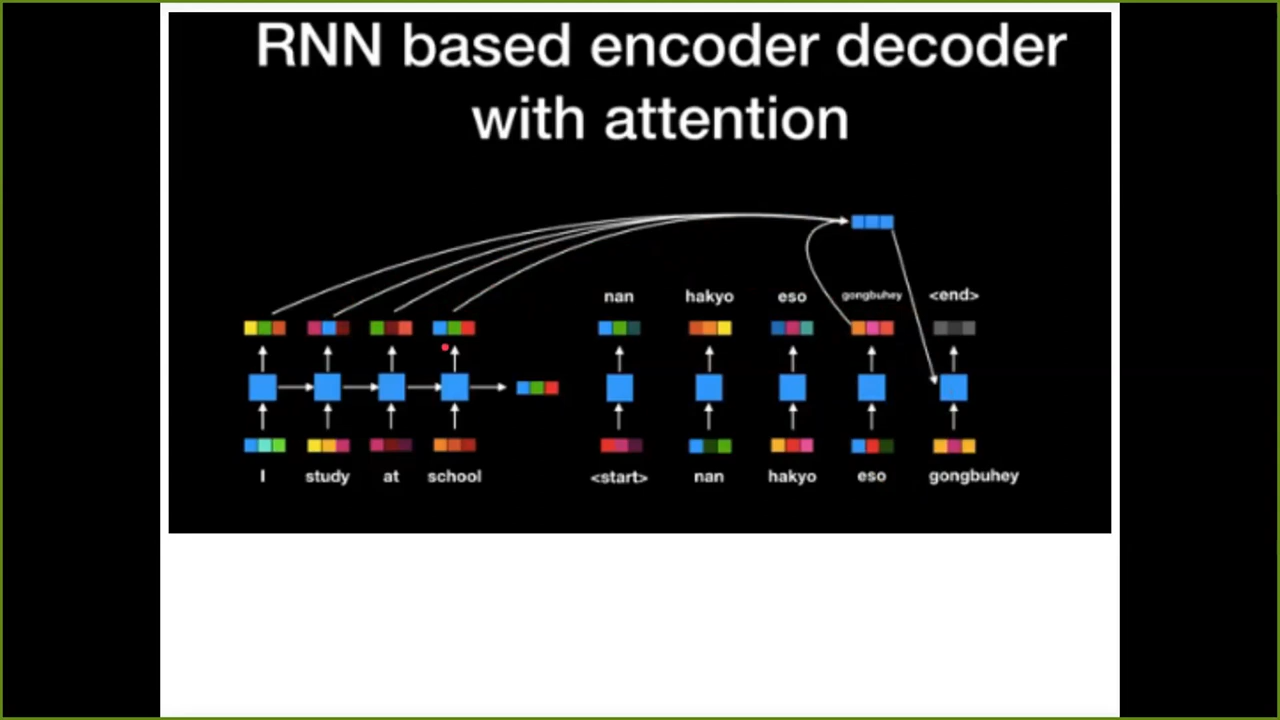 RNN based encoder decoder
with attention
nan hakyo eso gongbuhey <end>
I study at school <start> nan hakyo eso gongbuhey